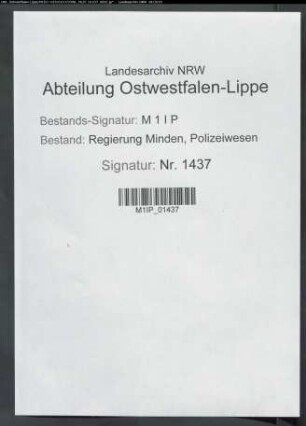 Landesarchiv NRW
Abteilung Ostwestfalen-Lippe
Bestands-Signatur: M 1 I P
Bestand: Regierung Minden, Polizeiwesen
Signatur: Nr. 1437
M1IP_01437